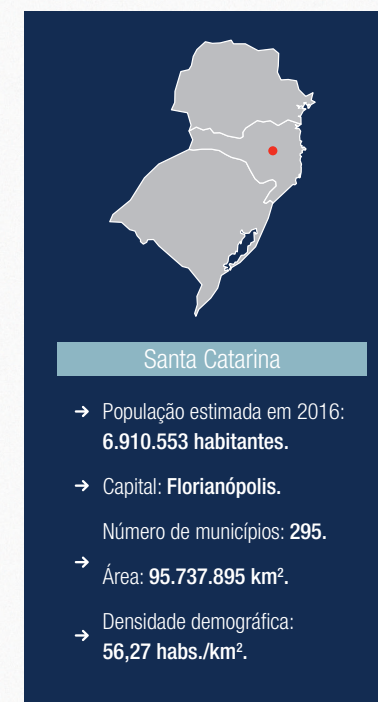 Santa Catarina
→ População estimada em 2016:
6.910.553 habitantes.
→ Capital: Florianópolis.
Número de municípios: 295.
→
Área: 95.737.895 km².
→ Densidade demográfica:
56,27 habs./km².